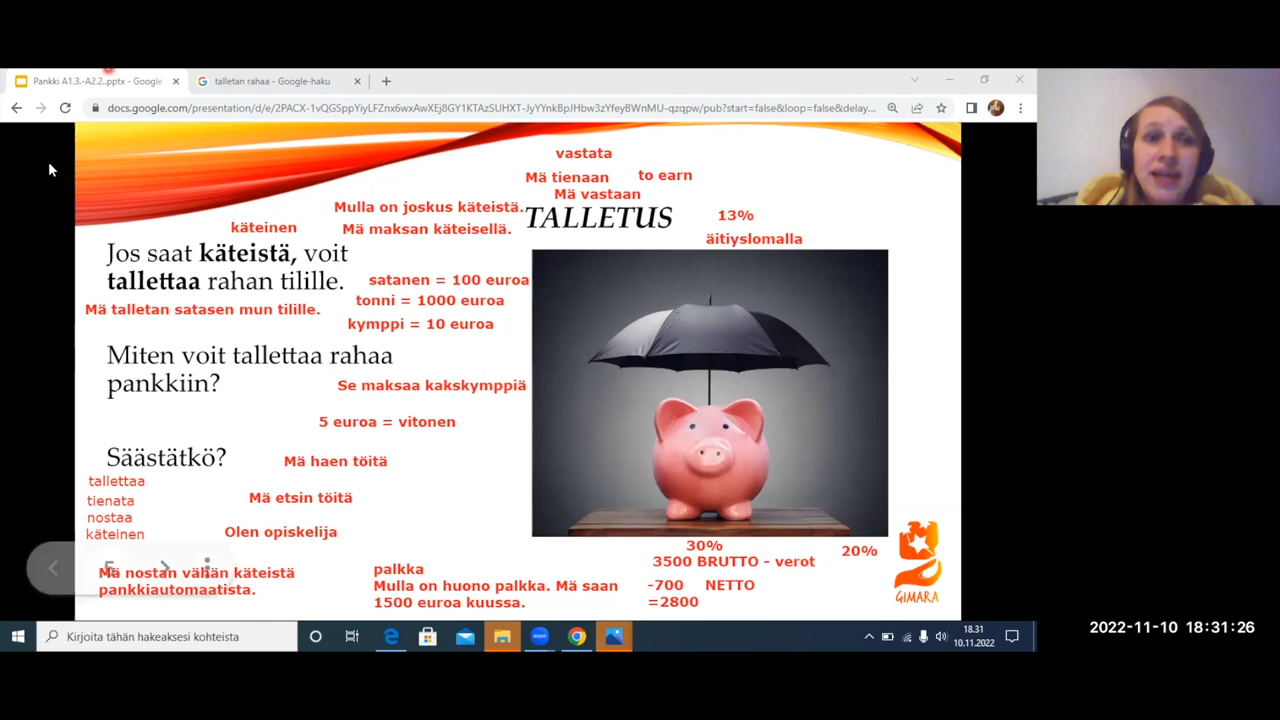 Pankki A1.3.-A2.2..pptx - Google
talletan rahaa - Google-haku
docs.google.com/presentation/d/e/2PACX-1vQGSppYiyLFZnx6wxAwXEj8GY1KTAzSUHXT-JyYYnkBpJHbw3zYfeyBWnMU-qzqpw/pub?start=false&loop=false&delay...
vastata
Mä tienaan
to earn
Mä vastaan
Mulla on joskus käteistä.
TALLETUS
13%
käteinen
Mä maksan käteisellä.
äitiyslomalla
Jos saat käteistä, voit
tallettaa rahan tilille.
satanen = 100 euroa
tonni = 1000 euroa
Mä talletan satasen mun tilille.
kymppi = 10 euroa
Miten voit tallettaa rahaa
pankkiin?
Se maksaa kakskymppiä
5 euroa = vitonen
Säästätkö?
Mä haen töitä
tallettaa
tienata
Mä etsin töitä
nostaa
käteinen
Olen opiskelija
30%
20%
3500 BRUTTO - verot
5
Mä nostan vähän käteistä
pankkiautomaatista.
palkka
Mulla on huono palkka. Mä saan
1500 euroa kuussa.
-700 NETTO
=2800
GIMARA
Kirjoita tähän hakeaksesi kohteista
18.31
10.11.2022
2022-11-10 18:31:26